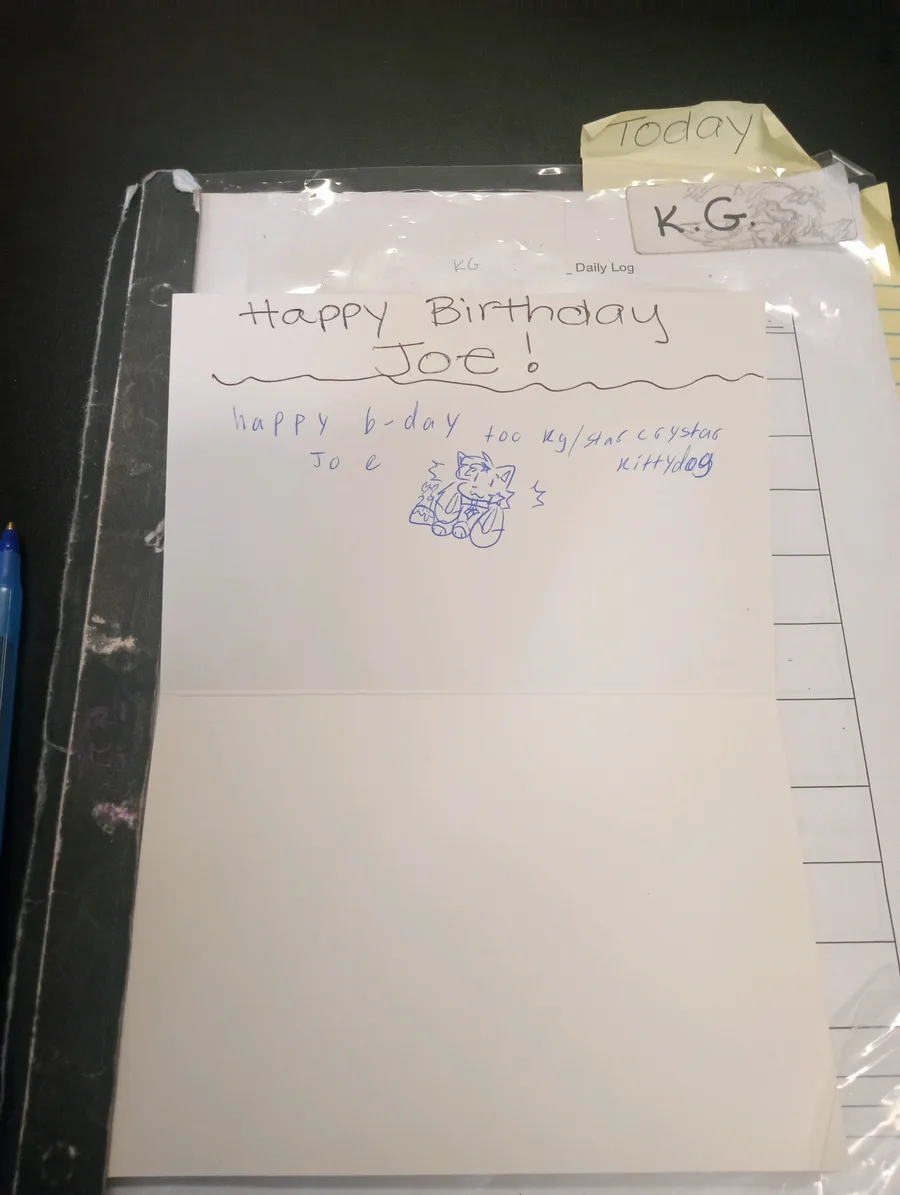 Today
K.G.
KG _ Daily Log
Happy Birthday
Joe!
happy b-day too kg/star crystar
Joe kittydog